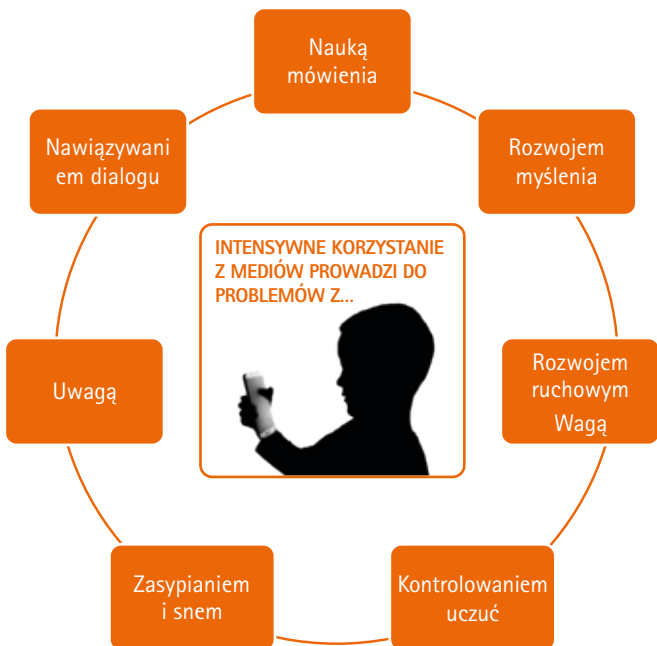 Nauką
mówienia
Rozwojem
myślenia
Rozwojem
ruchowym
Wagą
Kontrolowaniem
uczuć
Zasypianiem
i snem
Uwagą
Nawiązywani
em dialogu
INTENSYWNE KORZYSTANIE
Z MEDIÓW PROWADZI DO
PROBLEMÓW Z...